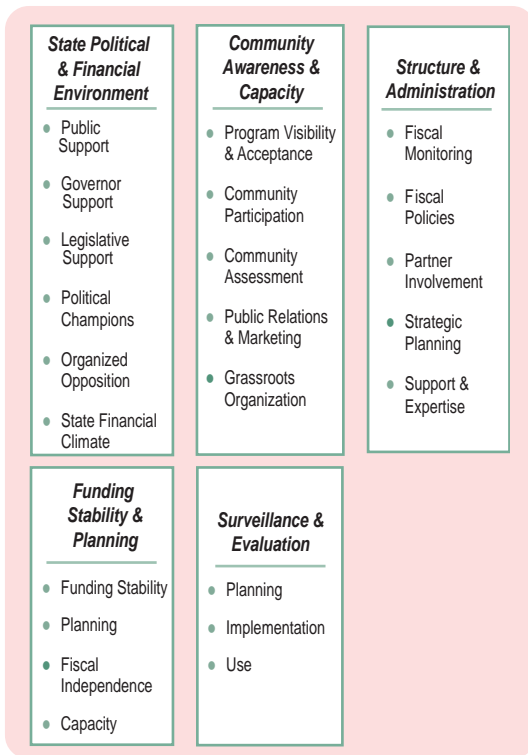 State Political
& Financial
Environment
Public
Support
Governor
Support
Legislative
Support
Political
Champions
Organized
Opposition
State Financial
Climate
Community
Awareness &
Capacity
Program Visibility
& Acceptance
Community
Participation
Community
Assessment
Public Relations
& Marketing
Grassroots
Organization
Structure &
Administration
Fiscal
Monitoring
Fiscal
Policies
Partner
Involvement
Strategic
Planning
Support &
Expertise
Funding
Stability &
Planning
Funding Stability
Planning
Fiscal
Independence
Capacity
Surveillance &
Evaluation
Planning
Implementation
Use